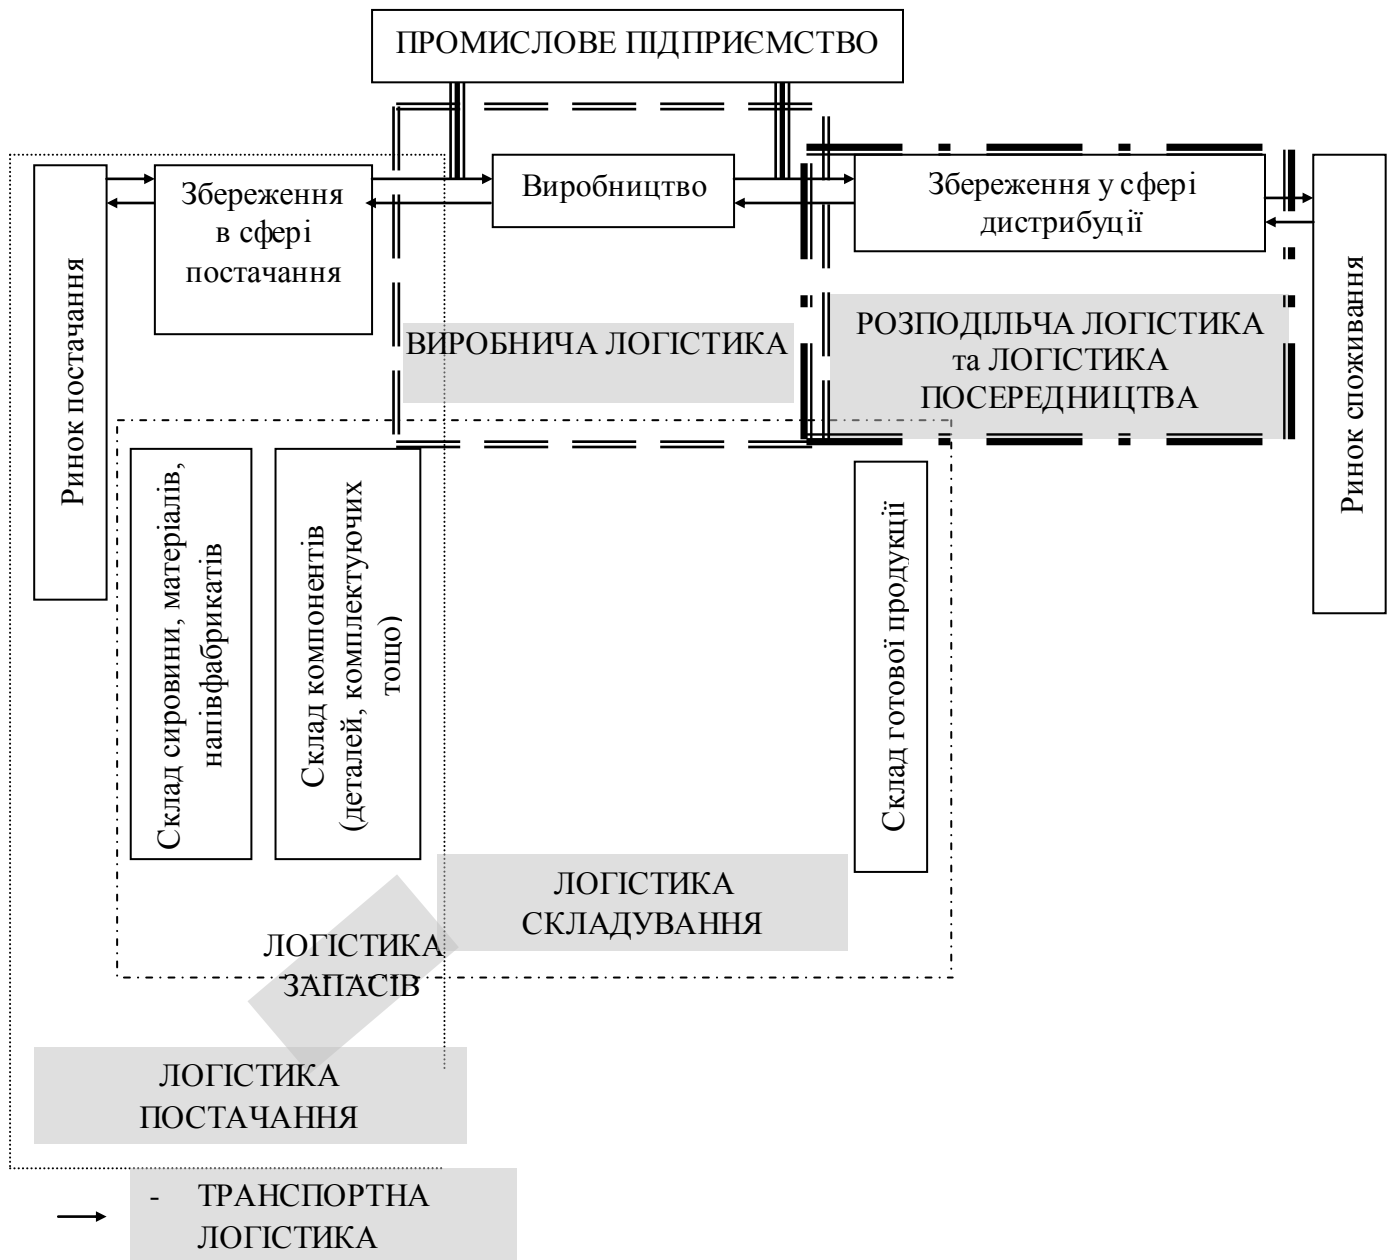 ПРОМИСЛОВЕ ПІДПРИЄМСТВО
Ринок постачання
Збереження
в сфері
постачання
Виробництво
Збереження у сфері
дистрибуції
Ринок споживання
ВИРОБНИЧА ЛОГІСТИКА
РОЗПОДІЛЬЧА ЛОГІСТИКА
та ЛОГІСТИКА
ПОСЕРЕДНИЦТВА
Склад сировини, матеріалів,
напівфабрикатів
Склад компонентів
(деталей, комплектуючих
тощо)
Склад готової продукції
ЛОГІСТИКА
СКЛАДУВАННЯ
ЛОГІСТИКА
ЗАПАСІВ
ЛОГІСТИКА
ПОСТАЧАННЯ
- ТРАНСПОРТНА
ЛОГІСТИКА